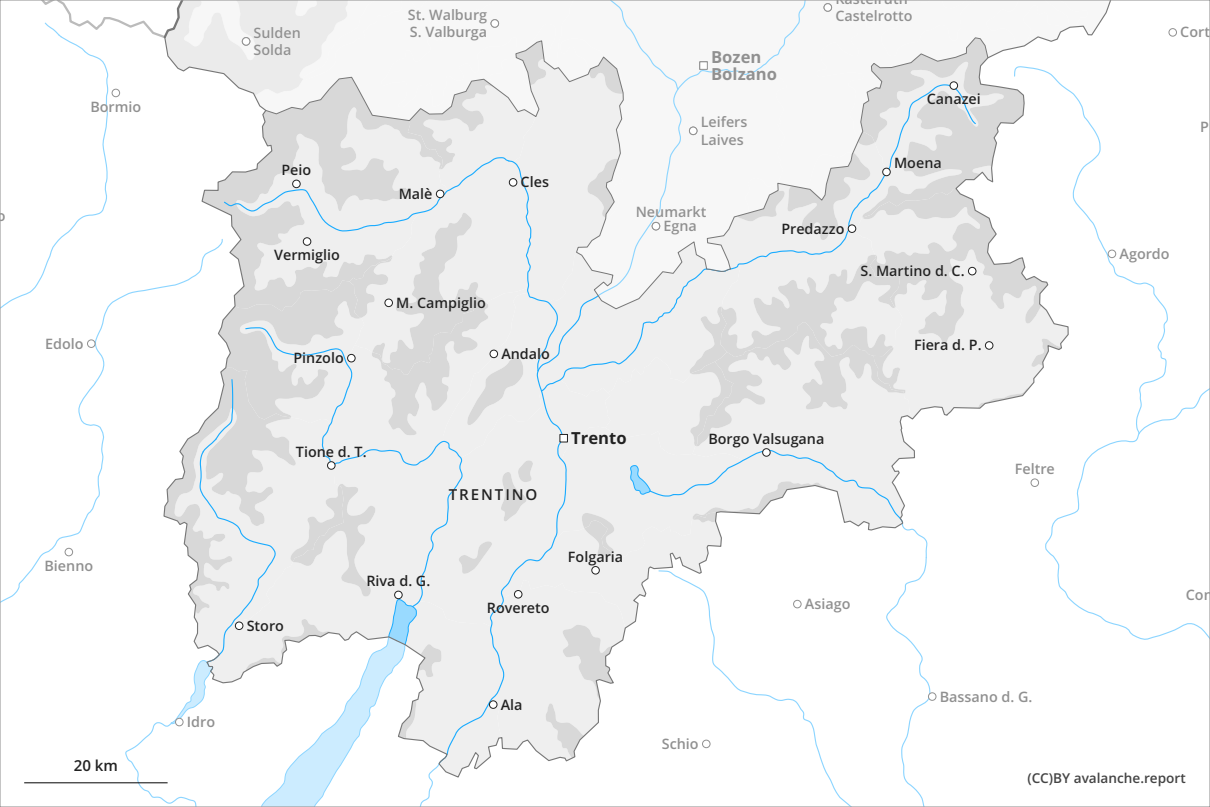 Kastelruth
Castelrotto
St. Walburg
S. Valburga
Sulden
Solda
Cort
Bozen
Bolzano
Bormio
Canazei
Leifers
Laives
P
Moena
Peio
Malè
Cles
Neumarkt
Egna
Predazzo
Vermiglio
Agordo
S. Martino d. C.
M. Campiglio
Edolo
Pinzolo
Andalo
Fiera d. P.
Trento
Borgo Valsugana
Tione d. T.
Feltre
TRENTINO
Bienno
Folgaria
Riva d. G.
Cor
Rovereto
Asiago
Storo
Bassano d. G.
Ala
Idro
Schio
20 km
(CC)BY avalanche.report